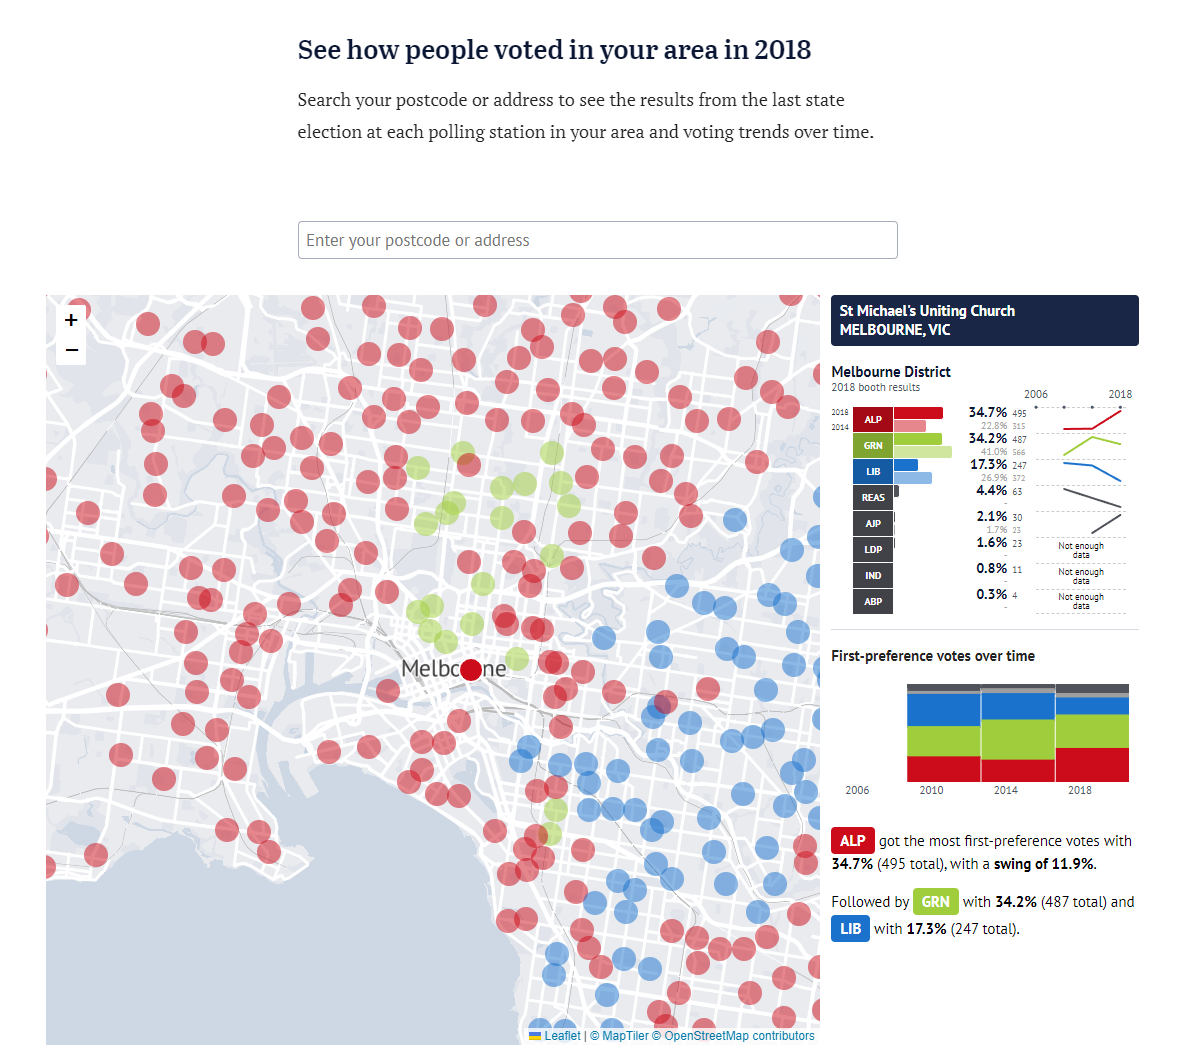 See how people voted in your area in 2018
Search your postcode or address to see the results from the last state
election at each polling station in your area and voting trends over time.
Enter your postcode or address
+
−
Melbourne
Leaflet | © MapTiler © OpenStreetMap contributors
St Michael's Uniting Church
MELBOURNE, VIC
Melbourne District
2018 booth results
2006 2018
2018 ALP 34.7% 495
2014 22.8% 315
GRN 34.2% 487
41.0% 566
LIB 17.3% 247
26.9% 372
REAS 4.4% 63
-
AJP 2.1% 30
1.7% 23
LDP 1.6% 23 Not enough
- data
IND 0.8% 11 Not enough
- data
ABP 0.3% 4 Not enough
- data
First-preference votes over time
2006 2010 2014 2018
ALP got the most first-preference votes with
34.7% (495 total), with a swing of 11.9%.
Followed by GRN with 34.2% (487 total) and
LIB with 17.3% (247 total).